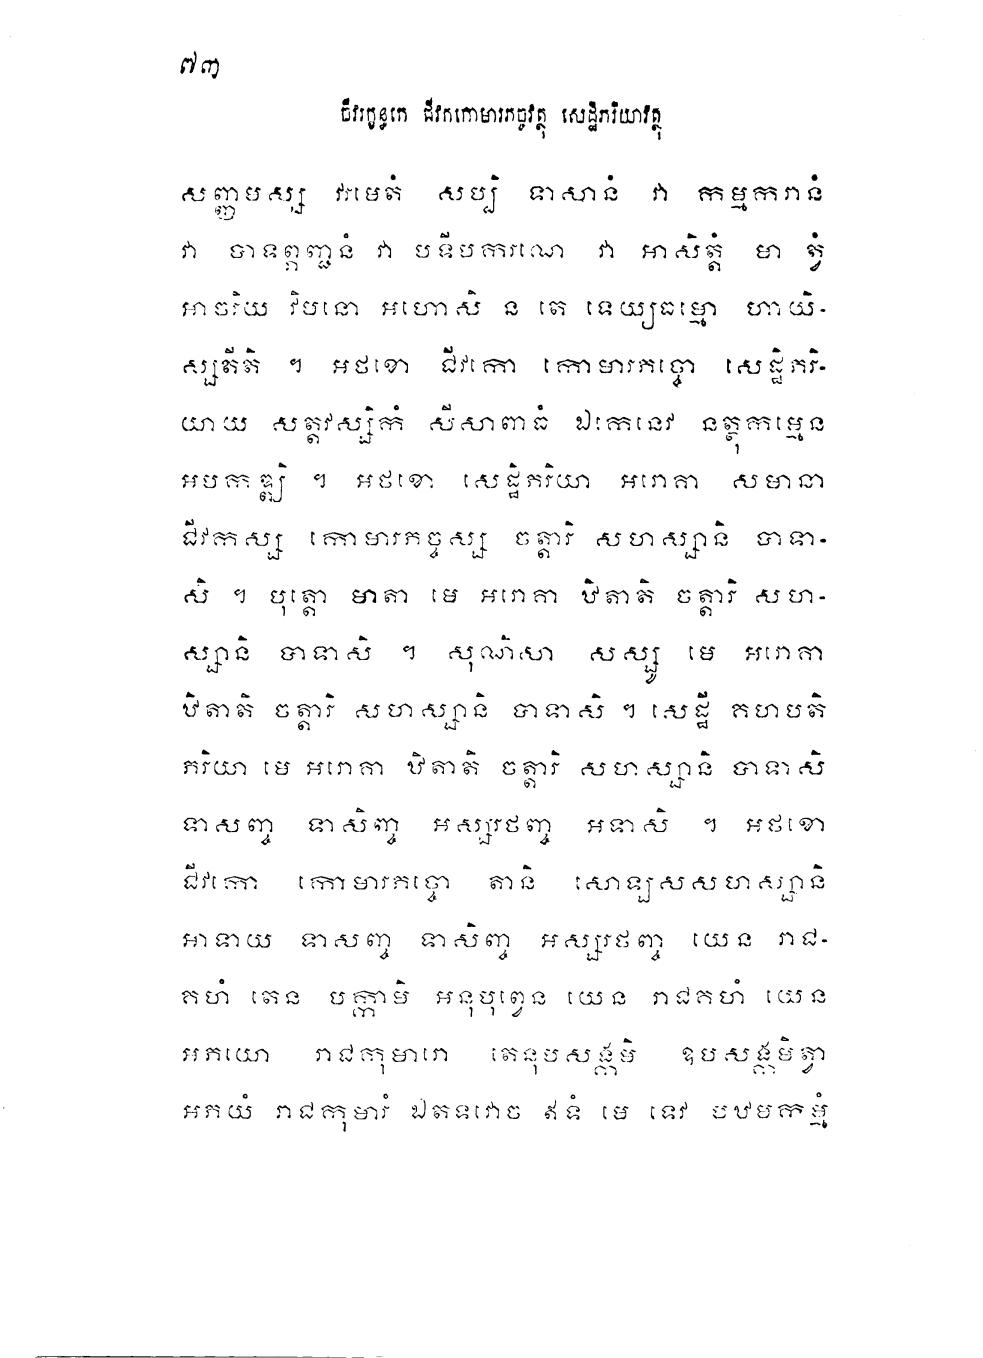 ៧៣
ចីវរក្ខន្ធកេ ជីវកកោមារភច្ចវត្ថុ សេដ្ឋិភរិយាវត្ថុ
សញ្ញមស្ស វរមេតំ សប្បិ ទាសានំ វា កម្មករានំ
វា បាទព្ភញ្ជនំ វា បទីបករណេ វា អាសិត្តំ មា ត្វំ
អាចរិយ វិមនោ អហោសិ ន តេ ទេយ្យធម្មោ ហាយិ-
ស្សតីតិ ។ អថខោ ជីវកោ កោមារភច្ចោ សេដ្ឋិភរិ-
យាយ សត្តវស្សិកំ សីសាពាធំ ឯកេនេវ នត្ថុកម្មេន
អបកឌ្ឍិ ។ អថខោ សេដ្ឋិភរិយា អរោគា សមានា
ជីវកស្ស កោមារភច្ចស្ស ចត្តារិ សហស្សានិ បាទា-
សិ ។ បុត្តោ មាតា មេ អរោគា ឋិតាតិ ចត្តារិ សហ-
ស្សានិ បាទាសិ ។ សុណិសា សស្សូ មេ អរោគា
ឋិតាតិ ចត្តារិ សហស្សានិ បាទាសិ ។ សេដ្ឋី គហបតិ
ភរិយា មេ អរោគា ឋិតាតិ ចត្តារិ សហស្សានិ បាទាសិ
ទាសញ្ច ទាសិញ្ច អស្សរថញ្ច អទាសិ ។ អថខោ
ជីវកោ កោមារភច្ចោ តានិ សោឡសសហស្សានិ
អាទាយ ទាសញ្ច ទាសិញ្ច អស្សរថញ្ច យេន រាជ-
គហំ តេន បក្កាមិ អនុបុព្វេន យេន រាជគហំ យេន
អភយោ រាជកុមារោ តេនុបសង្កមិ ឧបសង្កមិត្វា
អភយំ រាជកុមារំ ឯតទវោច ឥទំ មេ ទេវ បឋមកម្មំ